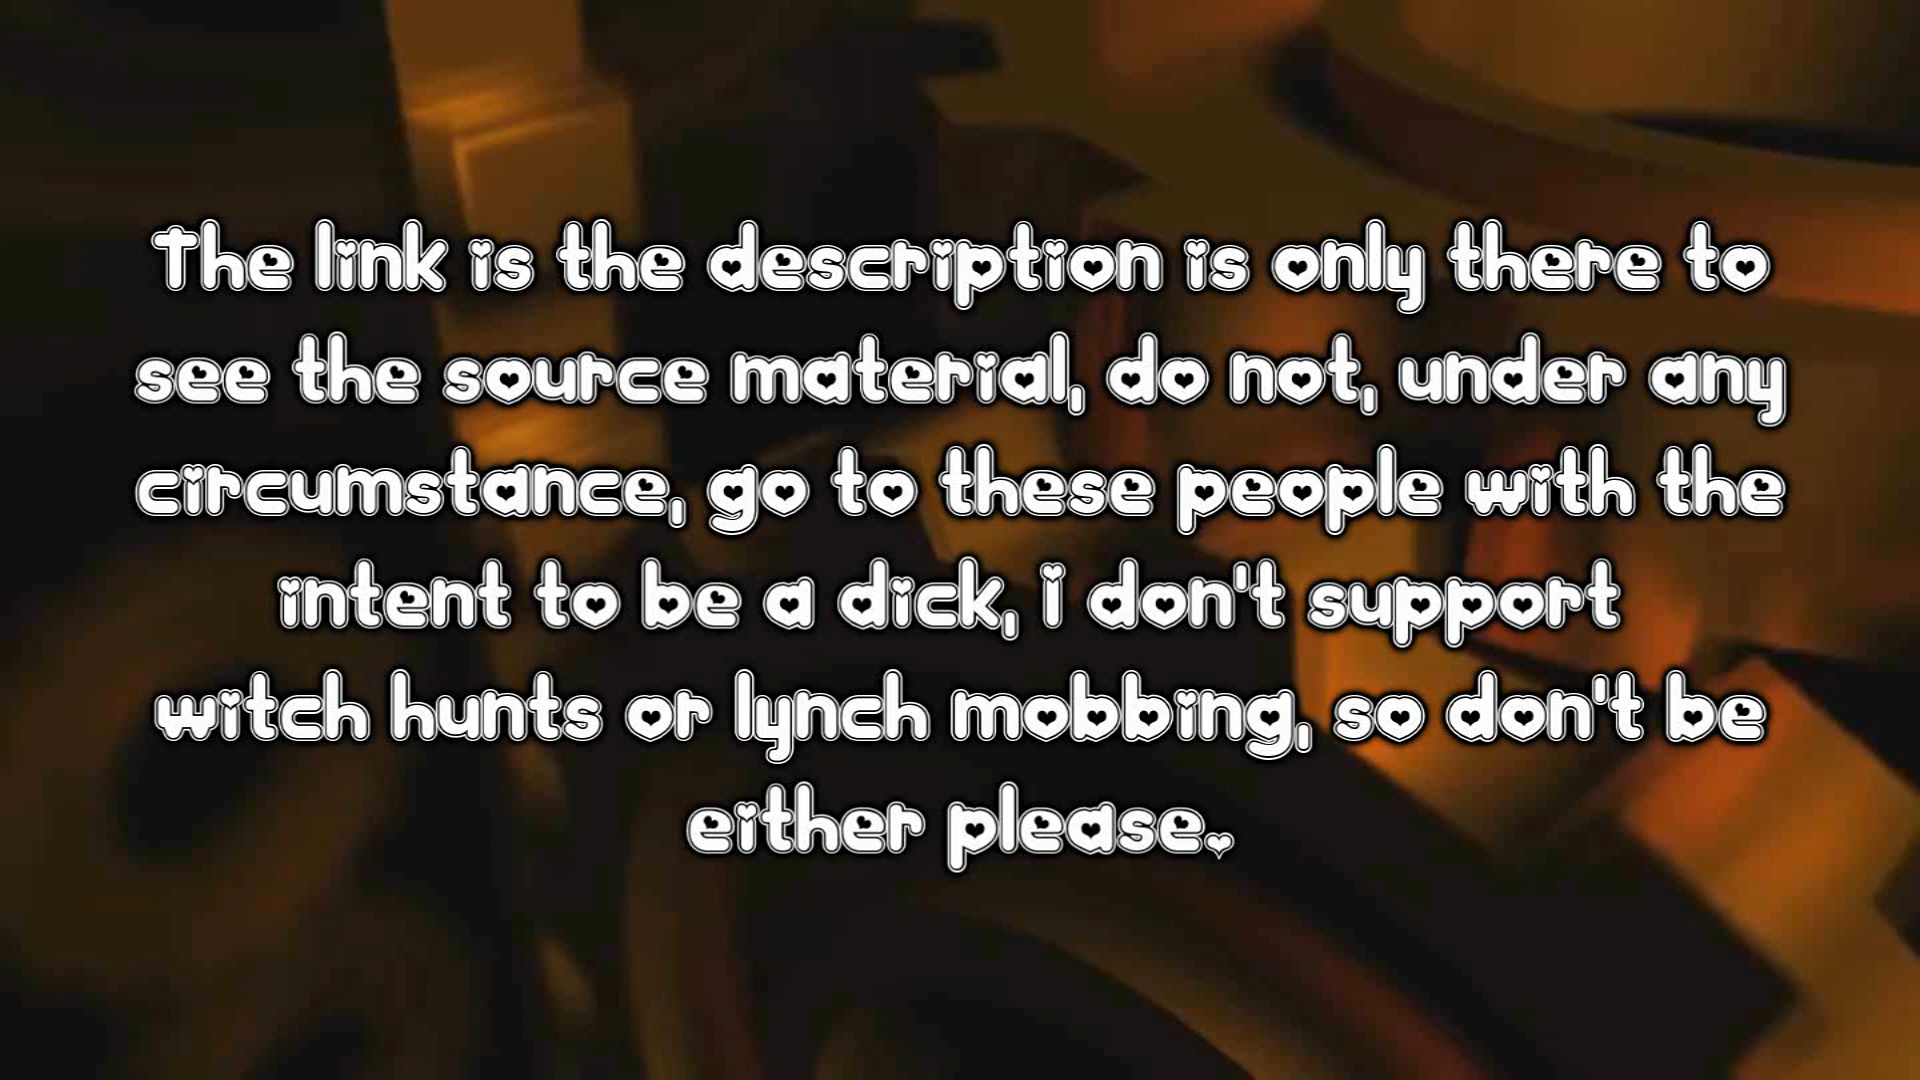 The link is the description is only there to
see the source material, do not, under any
circumstance, go to these people with the
intent to be a dick, i don't support
witch hunts or lynch mobbing, so don't be
either please.